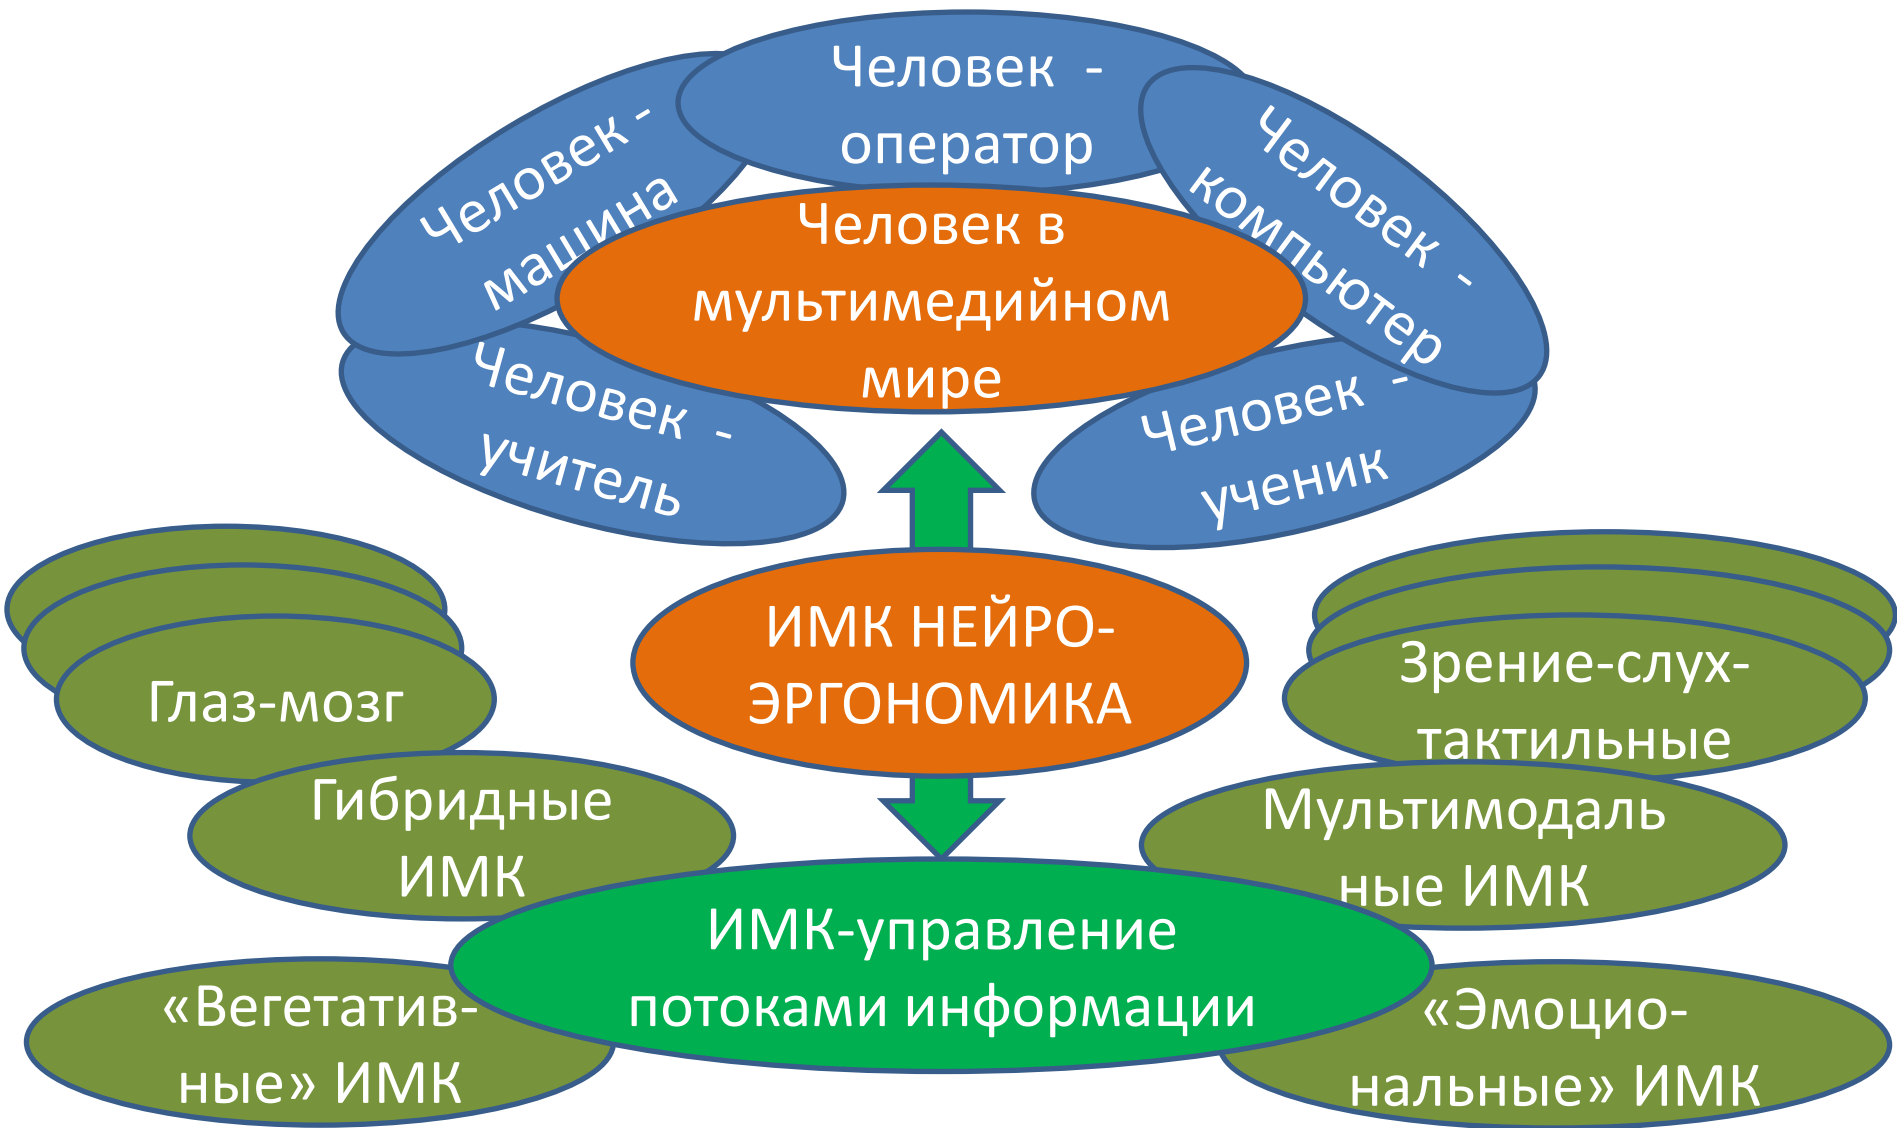 Человек -
оператор
Человек -
машина
Человек -
компьютер
Человек в
мультимедийном
мире
Человек -
учитель
Человек -
ученик
ИМК НЕЙРО-
ЭРГОНОМИКА
Глаз-мозг
Зрение-слух-
тактильные
Гибридные
ИМК
Мультимодаль
ные ИМК
ИМК-управление
потоками информации
«Вегетатив-
ные» ИМК
«Эмоцио-
нальные» ИМК